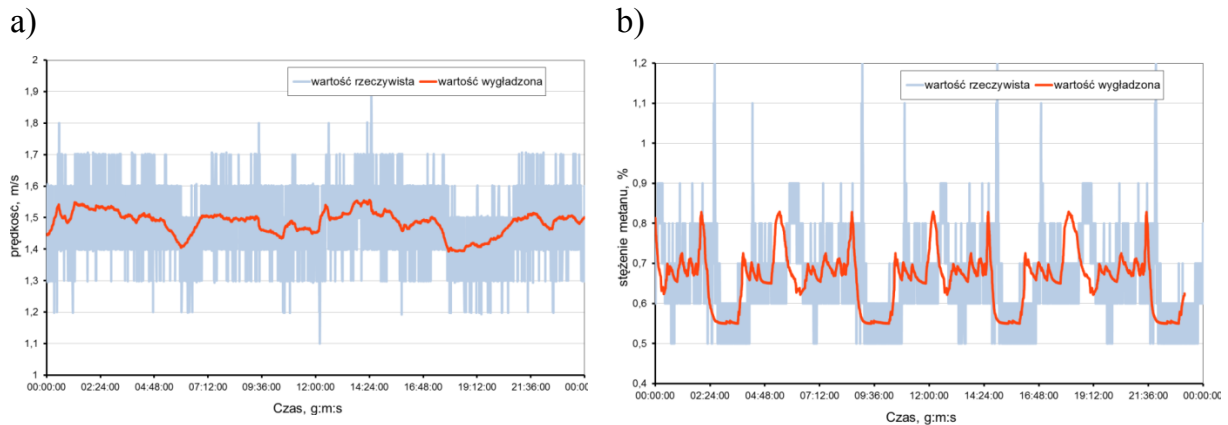 a)
2
1,9
1,8
1,7
1,6
1,5
1,4
1,3
1,2
1,1
1
prędkość, m/s
wartość rzeczywista wartość wygładzona
00:00:00 02:24:00 04:48:00 07:12:00 09:36:00 12:00:00 14:24:00 16:48:00 19:12:00 21:36:00 00:00
Czas, g:m:s
b)
1,2
1,1
1
0,9
0,8
0,7
0,6
0,5
0,4
stężenie metanu, %
wartość rzeczywista wartość wygładzona
00:00:00 02:24:00 04:48:00 07:12:00 09:36:00 12:00:00 14:24:00 16:48:00 19:12:00 21:36:00 00:00:00
Czas, g:m:s